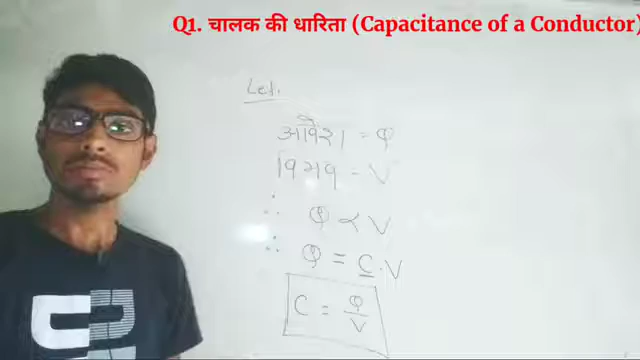 Q1. चालक की धारिता (Capacitance of a Conductor)
Let.
आवेश = Q
विभव = V
∴ Q ∝ V
∴ Q = C.V
C = Q/V